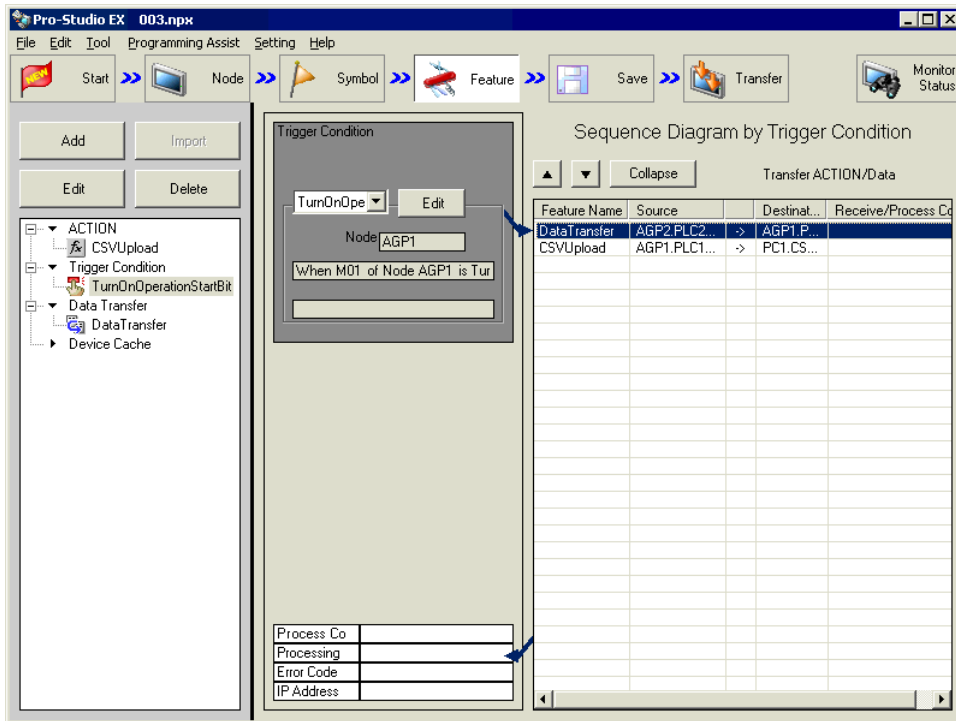 Pro-Studio EX 003.npx
File Edit Tool Programming Assist Setting Help
NEW Start Node Symbol Feature Save Transfer Monitor Status
Add Import
Edit Delete
ACTION
fx CSVUpload
Trigger Condition
TurnOnOperationStartBit
Data Transfer
DataTransfer
Device Cache
Trigger Condition
TurnOnOpe Edit
Node AGP1
When M01 of Node AGP1 is Tur
Process Co
Processing
Error Code
IP Address
Sequence Diagram by Trigger Condition
Collapse Transfer ACTION/Data
Feature Name Source Destinat... Receive/Process Co
DataTransfer AGP2.PLC2... -> AGP1.P...
CSVUpload AGP1.PLC1... -> PC1.CS...